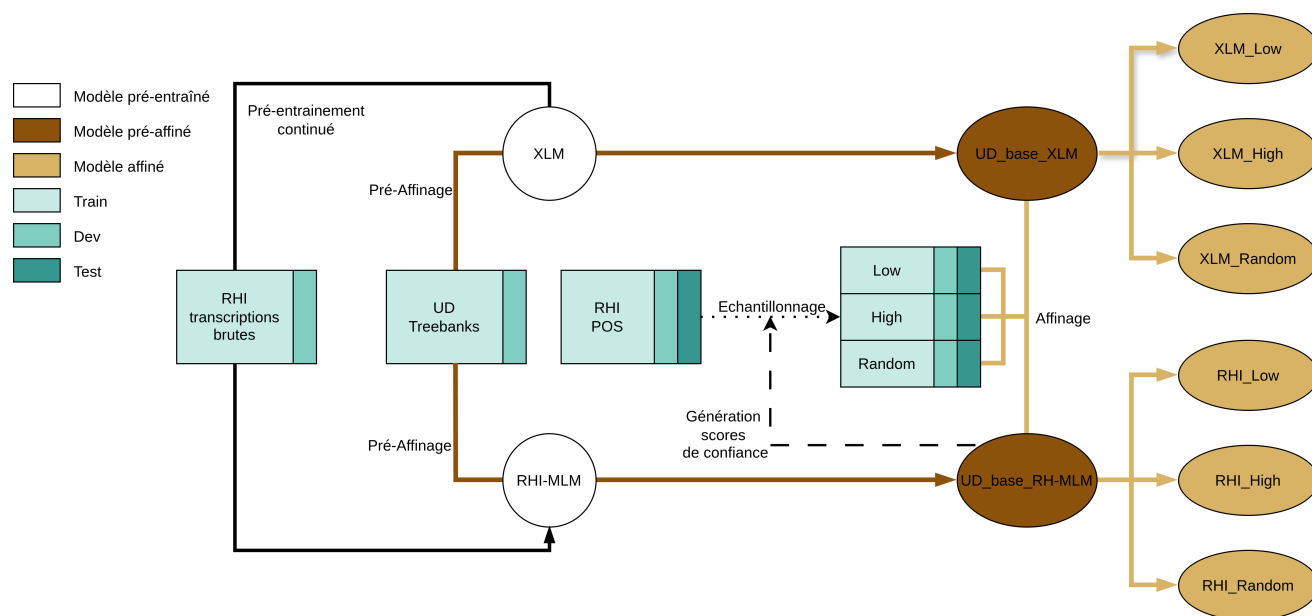 Modèle pré-entraîné
Modèle pré-affiné
Modèle affiné
Train
Dev
Test
Pré-entrainement
continué
XLM
Pré-Affinage
UD_base_XLM
XLM_Low
XLM_High
XLM_Random
RHI
transcriptions
brutes
UD
Treebanks
RHI
POS
Echantillonnage
Low
High
Random
Affinage
Pré-Affinage
Génération
scores
de confiance
RHI-MLM
UD_base_RH-MLM
RHI_Low
RHI_High
RHI_Random